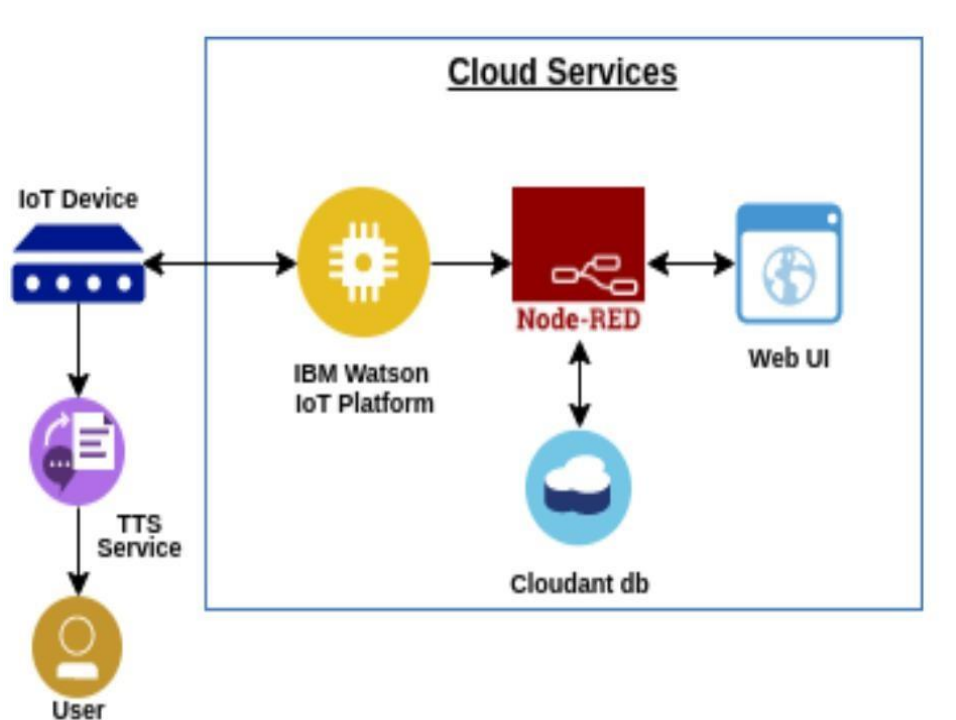 Cloud Services
IoT Device
Node-RED
Web UI
IBM Watson
IoT Platform
TTS
Service
Cloudant db
User